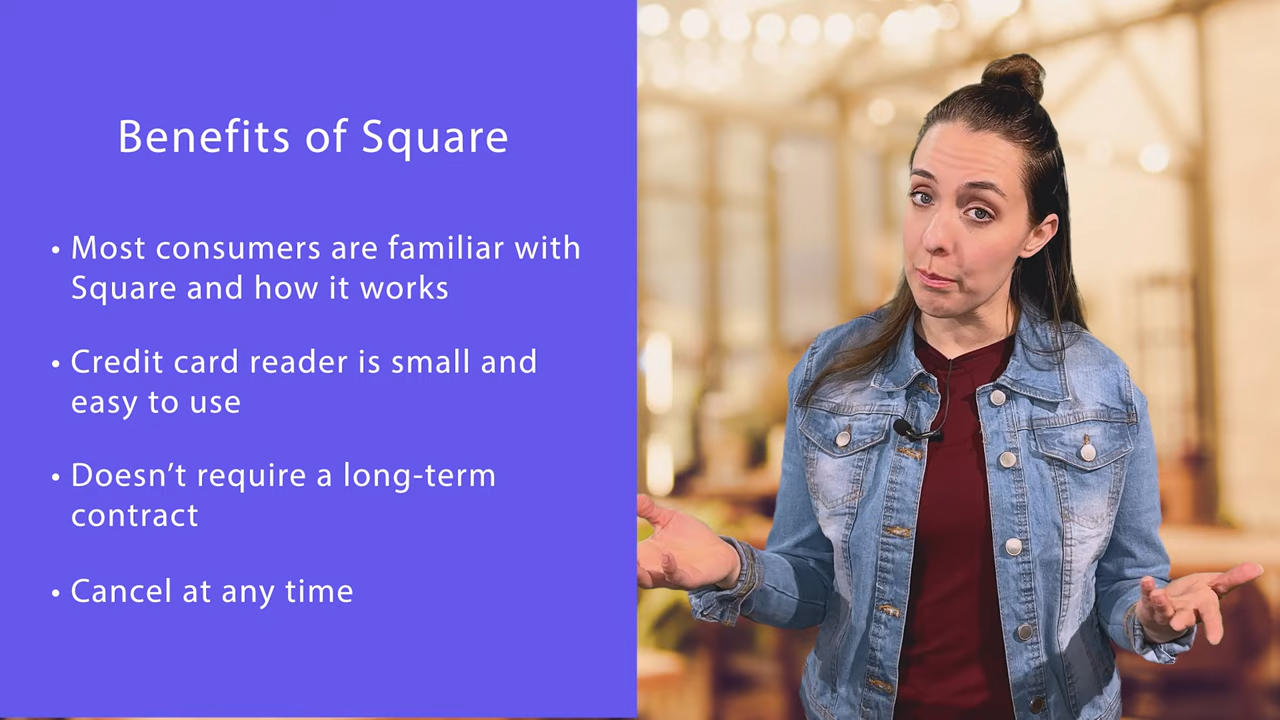 Benefits of Square
• Most consumers are familiar with
Square and how it works
• Credit card reader is small and
easy to use
• Doesn’t require a long-term
contract
• Cancel at any time